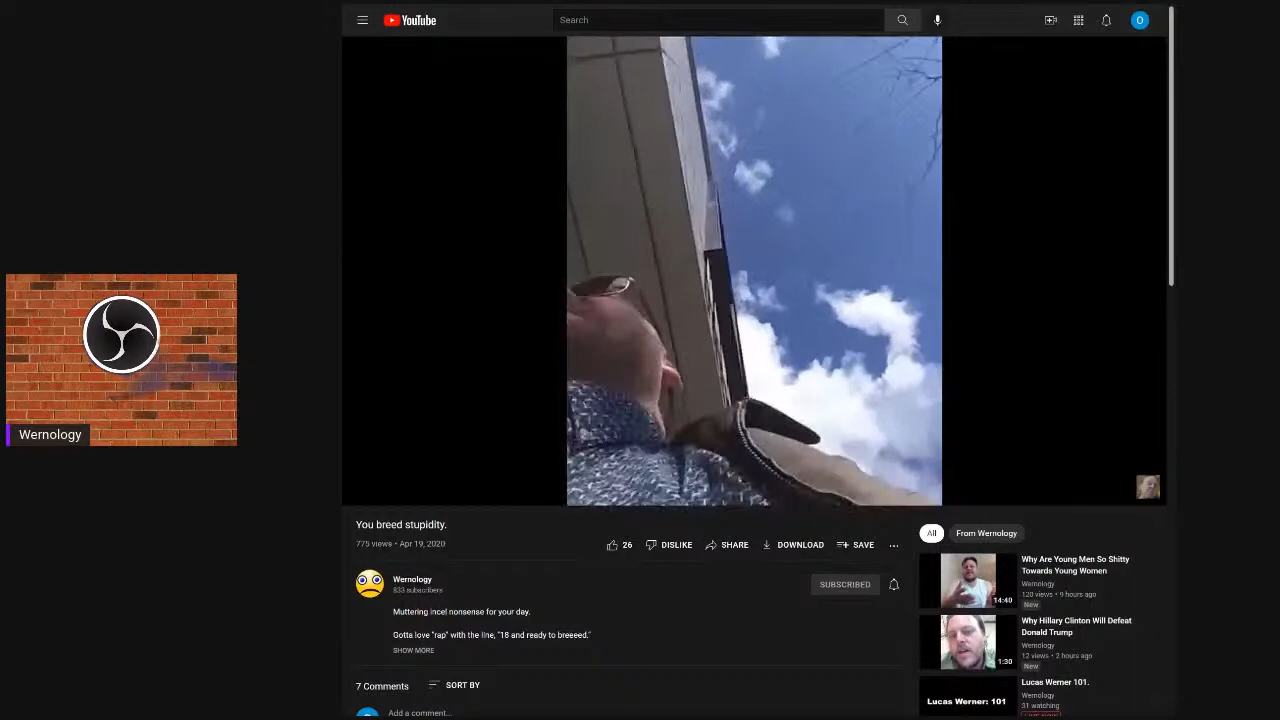 YouTube
Search
O
Wernology
You breed stupidity.
775 views • Apr 19, 2020
26
DISLIKE
SHARE
DOWNLOAD
SAVE
Wernology
833 subscribers
SUBSCRIBED
Muttering incel nonsense for your day.
Gotta love "rap" with the line, "18 and ready to breeeed."
SHOW MORE
7 Comments
SORT BY
Add a comment...
All
From Wernology
14:40
Why Are Young Men So Shitty
Towards Young Women
Wernology
120 views • 9 hours ago
New
1:30
Why Hillary Clinton Will Defeat
Donald Trump
Wernology
12 views • 2 hours ago
New
Lucas Werner: 101
Lucas Werner 101.
Wernology
31 watching
LIVE NOW